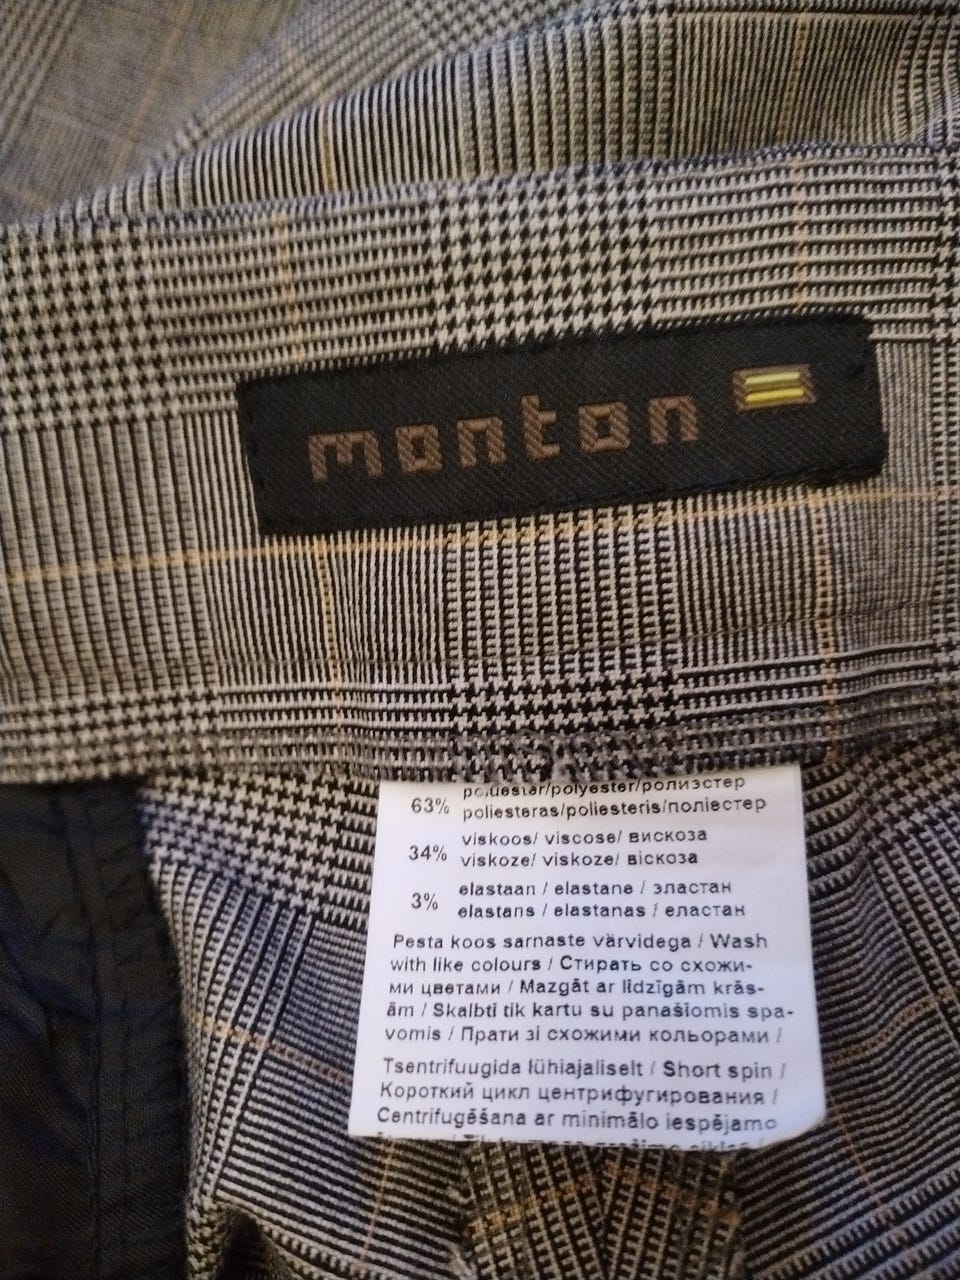 monton
polüester/polyester/полиэстер
63% poliesteras/poliesteris/поліестер
34% viskoos/ viscose/ вискоза
viskoze/ viskoze/ віскоза
3% elastaan / elastane / эластан
elastans / elastanas / еластан
Pesta koos sarnaste värvidega / Wash
with like colours / Стирать со схожи-
ми цветами / Mazgāt ar līdzīgām krās-
ām / Skalbti tik kartu su panašiomis spa-
vomis / Прати зі схожими кольорами /
Tsentrifuugida lühiajaliselt / Short spin /
Короткий цикл центрифугирования /
Centrifugēšana ar minimālo iespējamo